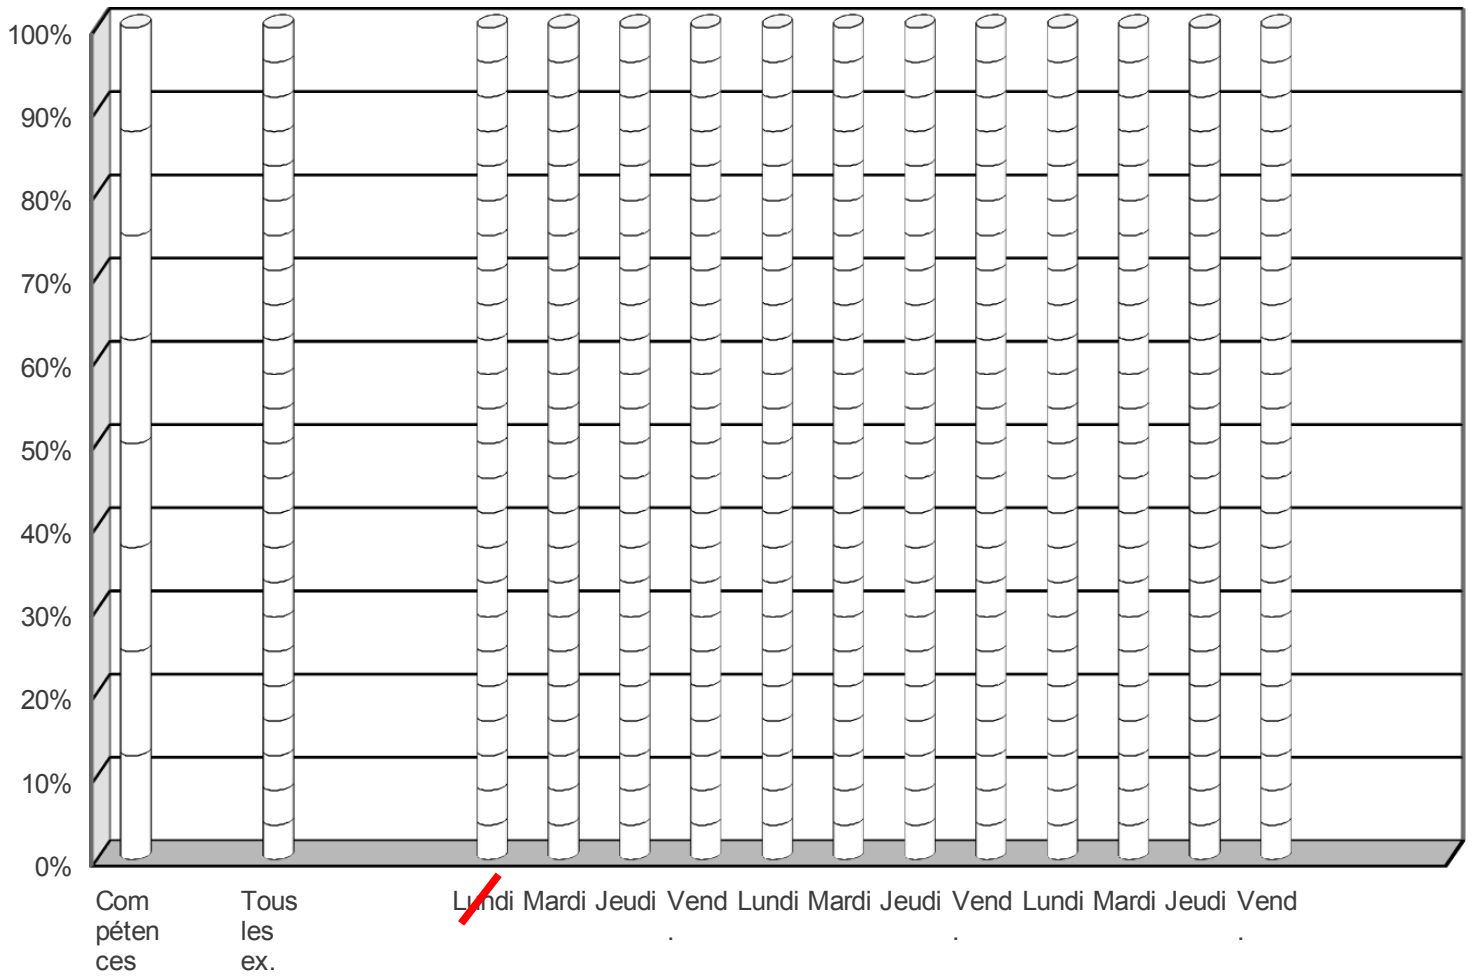 100%
90%
80%
70%
60%
50%
40%
30%
20%
10%
0%
Com
péten
ces
Tous
les
ex.
Lundi
Mardi
Jeudi
Vend
.
Lundi
Mardi
Jeudi
Vend
.
Lundi
Mardi
Jeudi
Vend
.